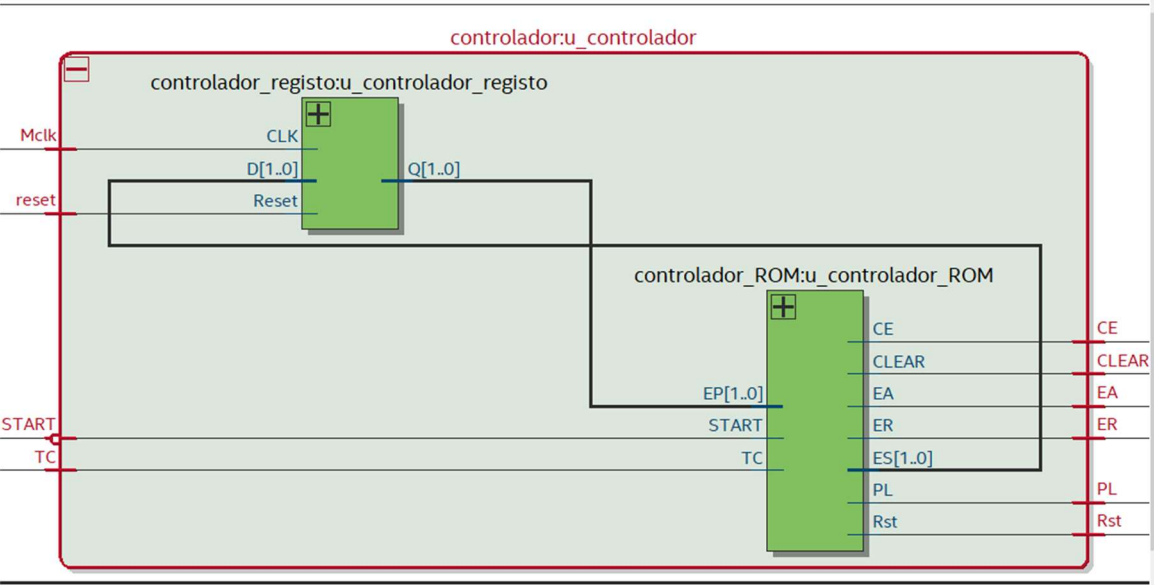 controlador:u_controlador
controlador_registo:u_controlador_registo
Mclk
CLK
D[1..0]
Q[1..0]
reset
Reset
controlador_ROM:u_controlador_ROM
CE
CE
CLEAR
CLEAR
EP[1..0]
EA
EA
START
START
ER
ER
TC
TC
ES[1..0]
PL
PL
Rst
Rst